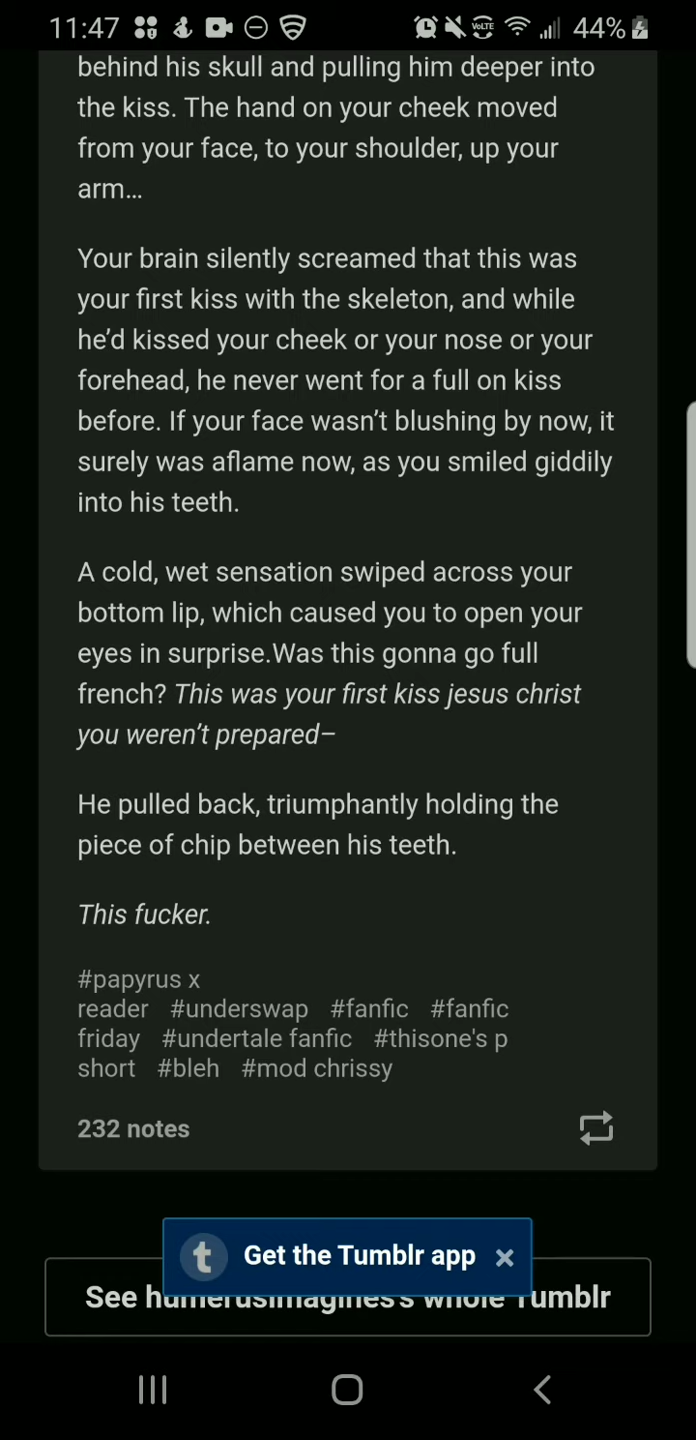 11:47
VoLTE
44%
behind his skull and pulling him deeper into
the kiss. The hand on your cheek moved
from your face, to your shoulder, up your
arm…
Your brain silently screamed that this was
your first kiss with the skeleton, and while
he’d kissed your cheek or your nose or your
forehead, he never went for a full on kiss
before. If your face wasn’t blushing by now, it
surely was aflame now, as you smiled giddily
into his teeth.
A cold, wet sensation swiped across your
bottom lip, which caused you to open your
eyes in surprise.Was this gonna go full
french? This was your first kiss jesus christ
you weren’t prepared–
He pulled back, triumphantly holding the
piece of chip between his teeth.
This fucker.
#papyrus x
reader #underswap #fanfic #fanfic
friday #undertale fanfic #thisone's p
short #bleh #mod chrissy
232 notes
t Get the Tumblr app ×
See humerusimagines's whole Tumblr